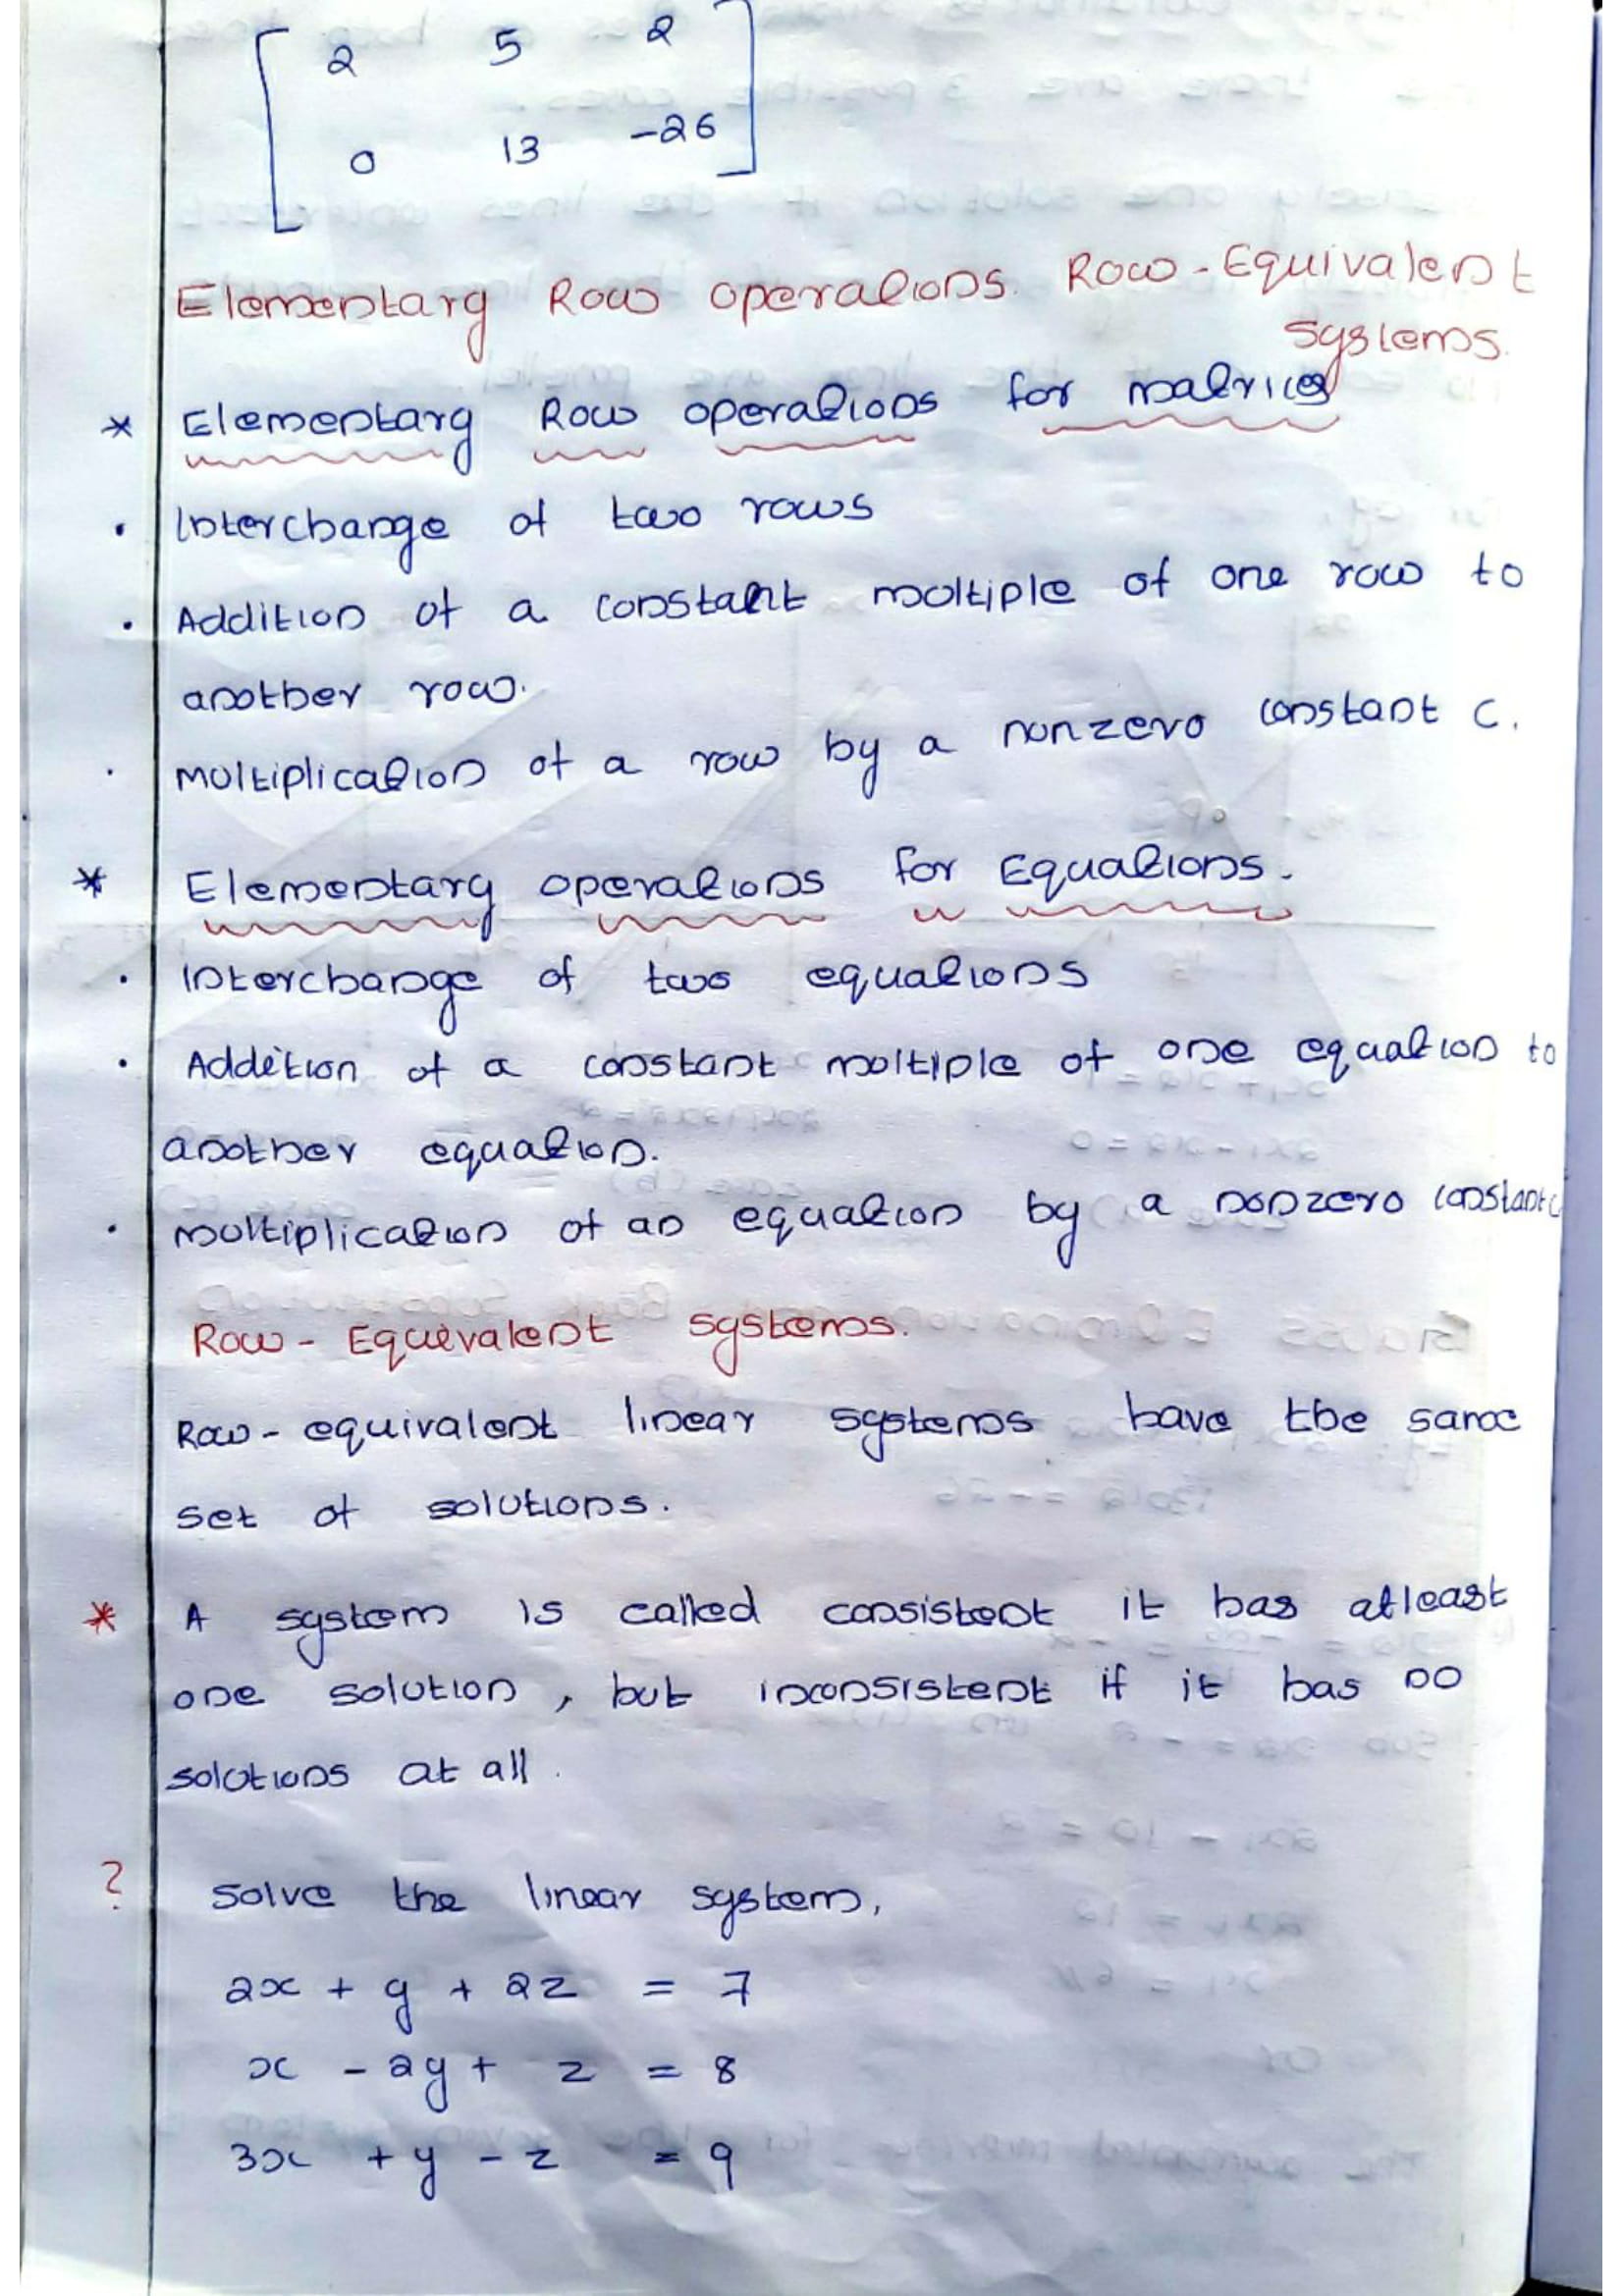 2 5 2
0 13 -26
Elementary Row operations. Row-Equivalent
systems.
* Elementary Row operations for matrices
· Interchange of two rows
· Addition of a constant multiple of one row to
another row.
· multiplication of a row by a nonzero constant c.
* Elementary operations for Equations.
· Interchange of two equations
· Addition of a constant multiple of one equation to
another equation.
· multiplication of an equation by a nonzero constant c
Row-Equivalent systems.
Row-equivalent linear systems have the same
set of solutions.
* A system is called consistent it has atleast
one solution, but inconsistent if it has no
solutions at all.
? Solve the linear system,
2x + y + 2z = 7
x - 2y + z = 8
3x + y - z = 9